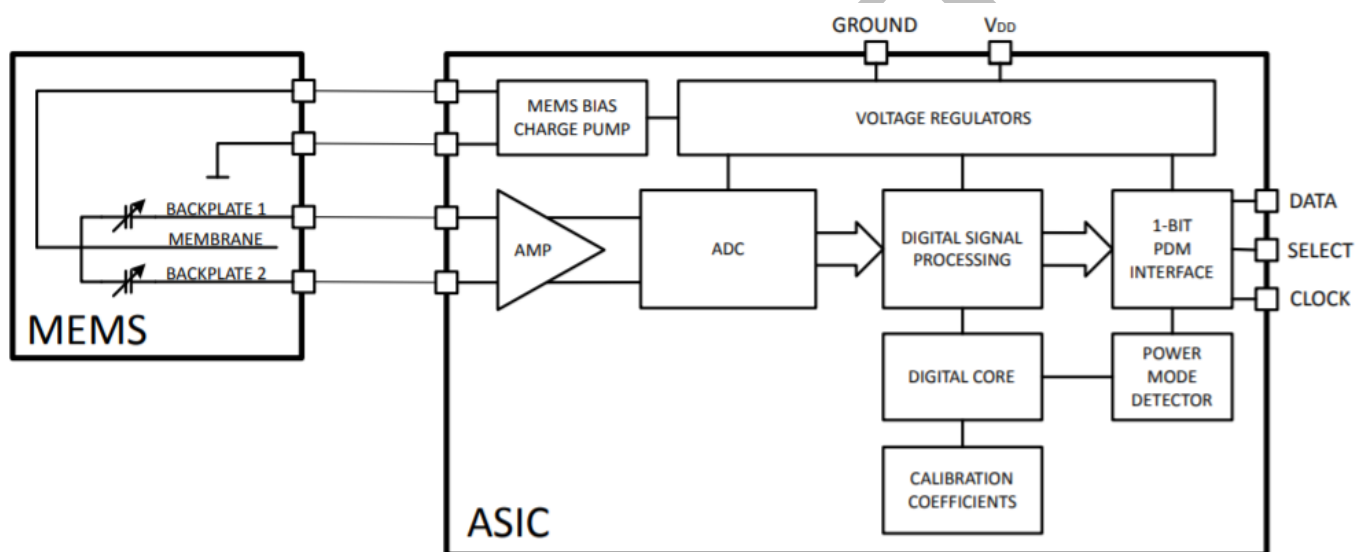 GROUND
VDD
MEMS BIAS
CHARGE PUMP
VOLTAGE REGULATORS
BACKPLATE 1
MEMBRANE
BACKPLATE 2
MEMS
AMP
ADC
DIGITAL SIGNAL
PROCESSING
1-BIT
PDM
INTERFACE
DATA
SELECT
CLOCK
DIGITAL CORE
POWER
MODE
DETECTOR
CALIBRATION
COEFFICIENTS
ASIC